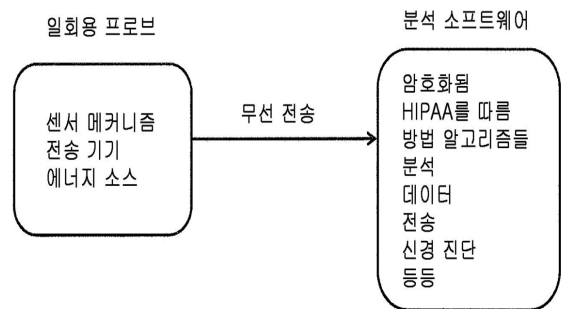 일회용 프로브
센서 메커니즘
전송 기기
에너지 소스
무선 전송
분석 소프트웨어
암호화됨
HIPAA를 따름
방법 알고리즘들
분석
데이터
전송
신경 진단
등등